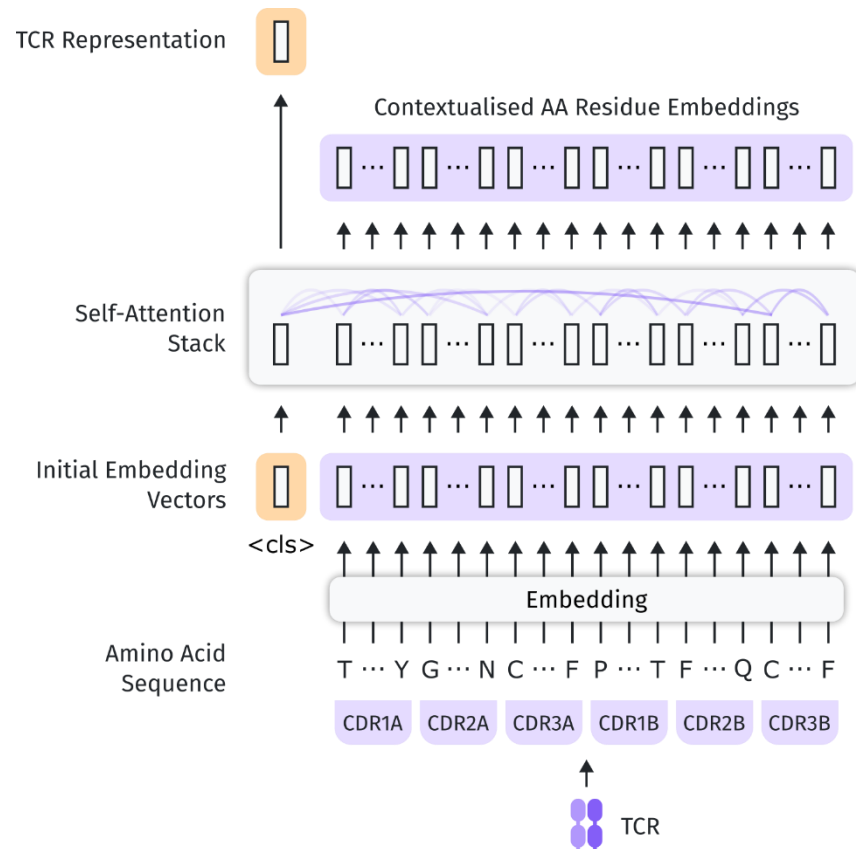 TCR Representation
Contextualised AA Residue Embeddings
... ... ... ... ... ...
Self-Attention
Stack
... ... ... ... ... ...
Initial Embedding
Vectors
... ... ... ... ... ...
<cls>
Embedding
Amino Acid
Sequence
T ... Y G ... N C ... F P ... T F ... Q C ... F
CDR1A CDR2A CDR3A CDR1B CDR2B CDR3B
TCR